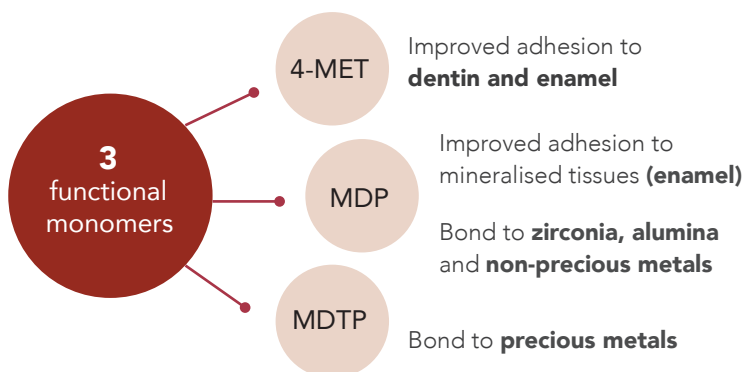 3
functional
monomers
4-MET
Improved adhesion to
dentin and enamel
MDP
Improved adhesion to
mineralised tissues (enamel)
Bond to zirconia, alumina
and non-precious metals
MDTP
Bond to precious metals